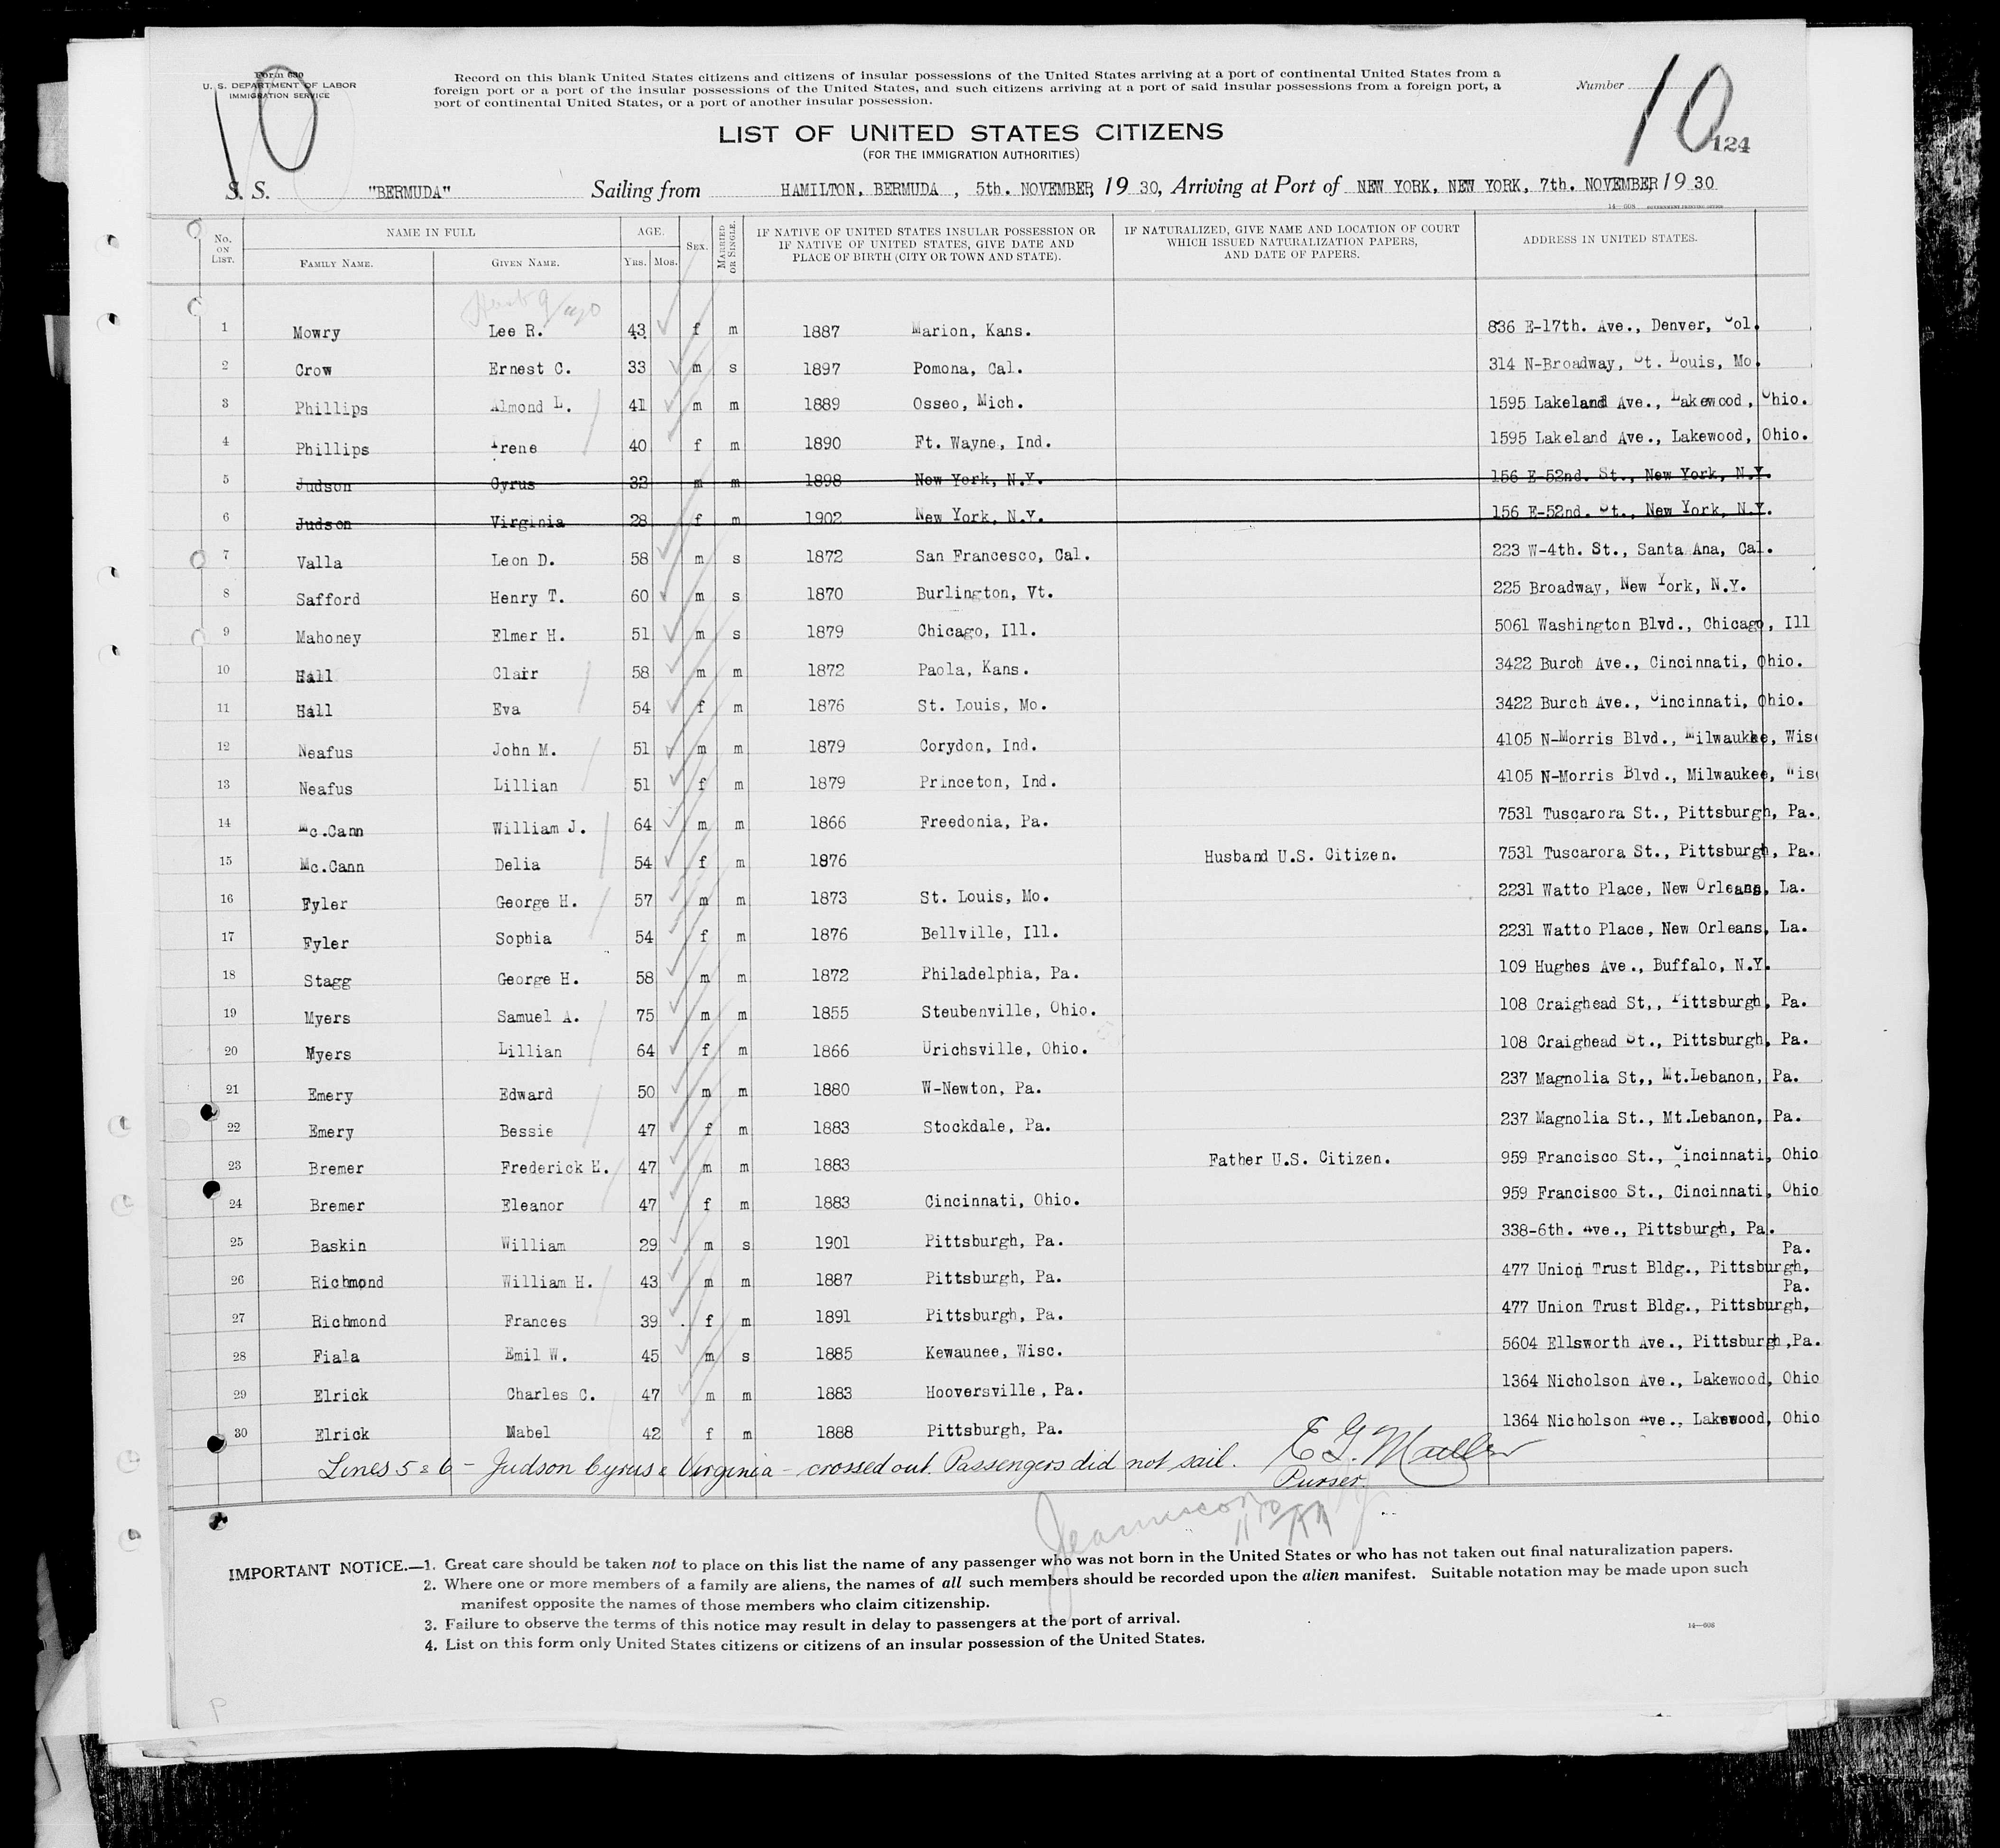 Form 630
U. S. DEPARTMENT OF LABOR
IMMIGRATION SERVICE
10
Record on this blank United States citizens and citizens of insular possessions of the United States arriving at a port of continental United States from a
foreign port or a port of the insular possessions of the United States, and such citizens arriving at a port of said insular possessions from a foreign port, a
port of continental United States, or a port of another insular possession.
Number 10
124
LIST OF UNITED STATES CITIZENS
(FOR THE IMMIGRATION AUTHORITIES)
S. S. "BERMUDA" Sailing from HAMILTON, BERMUDA, 5th. NOVEMBER, 19 30, Arriving at Port of NEW YORK, NEW YORK, 7th. NOVEMBER 19 30
14—608 GOVERNMENT PRINTING OFFICE
No. ON LIST. NAME IN FULL FAMILY NAME. GIVEN NAME. AGE. YRS. MOS. SEX. MARRIED OR SINGLE. IF NATIVE OF UNITED STATES INSULAR POSSESSION OR IF NATIVE OF UNITED STATES, GIVE DATE AND PLACE OF BIRTH (CITY OR TOWN AND STATE). IF NATURALIZED, GIVE NAME AND LOCATION OF COURT WHICH ISSUED NATURALIZATION PAPERS, AND DATE OF PAPERS. ADDRESS IN UNITED STATES.
1 Mowry Lee R. 43 f m 1887 Marion, Kans. 836 E-17th. Ave., Denver, Col.
2 Crow Ernest C. 33 m s 1897 Pomona, Cal. 314 N-Broadway, St. Louis, Mo.
3 Phillips Almond L. 41 m m 1889 Osseo, Mich. 1595 Lakeland Ave., Lakewood, Ohio.
4 Phillips Irene 40 f m 1890 Ft. Wayne, Ind. 1595 Lakeland Ave., Lakewood, Ohio.
5 Judson Cyrus 32 m m 1898 New York, N.Y. 156 E-52nd. St., New York, N.Y.
6 Judson Virginia 28 f m 1902 New York, N.Y. 156 E-52nd. St., New York, N.Y.
7 Valla Leon D. 58 m s 1872 San Francesco, Cal. 223 W-4th. St., Santa Ana, Cal.
8 Safford Henry T. 60 m s 1870 Burlington, Vt. 225 Broadway, New York, N.Y.
9 Mahoney Elmer H. 51 m s 1879 Chicago, Ill. 5061 Washington Blvd., Chicago, Ill
10 Hall Clair 58 m m 1872 Paola, Kans. 3422 Burch Ave., Cincinnati, Ohio.
11 Hall Eva 54 f m 1876 St. Louis, Mo. 3422 Burch Ave., Cincinnati, Ohio.
12 Neafus John M. 51 m m 1879 Corydon, Ind. 4105 N-Morris Blvd., Milwaukke, Wis
13 Neafus Lillian 51 f m 1879 Princeton, Ind. 4105 N-Morris Blvd., Milwaukee, Wis
14 Mc.Cann William J. 64 m m 1866 Freedonia, Pa. 7531 Tuscarora St., Pittsburgh, Pa.
15 Mc.Cann Delia 54 f m 1876 Husband U.S. Citizen. 7531 Tuscarora St., Pittsburgh, Pa.
16 Fyler George H. 57 m m 1873 St. Louis, Mo. 2231 Watto Place, New Orleans, La.
17 Fyler Sophia 54 f m 1876 Bellville, Ill. 2231 Watto Place, New Orleans, La.
18 Stagg George H. 58 m m 1872 Philadelphia, Pa. 109 Hughes Ave., Buffalo, N.Y.
19 Myers Samuel A. 75 m m 1855 Steubenville, Ohio. 108 Craighead St,, Pittsburgh, Pa.
20 Myers Lillian 64 f m 1866 Urichsville, Ohio. 108 Craighead St., Pittsburgh, Pa.
21 Emery Edward 50 m m 1880 W-Newton, Pa. 237 Magnolia St,, Mt.Lebanon, Pa.
22 Emery Bessie 47 f m 1883 Stockdale, Pa. 237 Magnolia St., Mt.Lebanon, Pa.
23 Bremer Frederick H. 47 m m 1883 Father U.S. Citizen. 959 Francisco St., Cincinnati, Ohio
24 Bremer Eleanor 47 f m 1883 Cincinnati, Ohio. 959 Francisco St., Cincinnati, Ohio
25 Baskin William 29 m s 1901 Pittsburgh, Pa. 338-6th. Ave., Pittsburgh, Pa.
26 Richmond William H. 43 m m 1887 Pittsburgh, Pa. 477 Union Trust Bldg., Pittsburgh, Pa.
27 Richmond Frances 39 f m 1891 Pittsburgh, Pa. 477 Union Trust Bldg., Pittsburgh, Pa.
28 Fiala Emil W. 45 m s 1885 Kewaunee, Wisc. 5604 Ellsworth Ave., Pittsburgh,Pa.
29 Elrick Charles C. 47 m m 1883 Hooversville, Pa. 1364 Nicholson Ave., Lakewood, Ohio
30 Elrick Mabel 42 f m 1888 Pittsburgh, Pa. 1364 Nicholson Ave., Lakewood, Ohio
Lines 5 & 6 - Judson Cyrus & Virginia - crossed out. Passengers did not sail.
Purser.
IMPORTANT NOTICE.—1. Great care should be taken not to place on this list the name of any passenger who was not born in the United States or who has not taken out final naturalization papers.
2. Where one or more members of a family are aliens, the names of all such members should be recorded upon the alien manifest. Suitable notation may be made upon such
manifest opposite the names of those members who claim citizenship.
3. Failure to observe the terms of this notice may result in delay to passengers at the port of arrival.
4. List on this form only United States citizens or citizens of an insular possession of the United States.
14—608
P